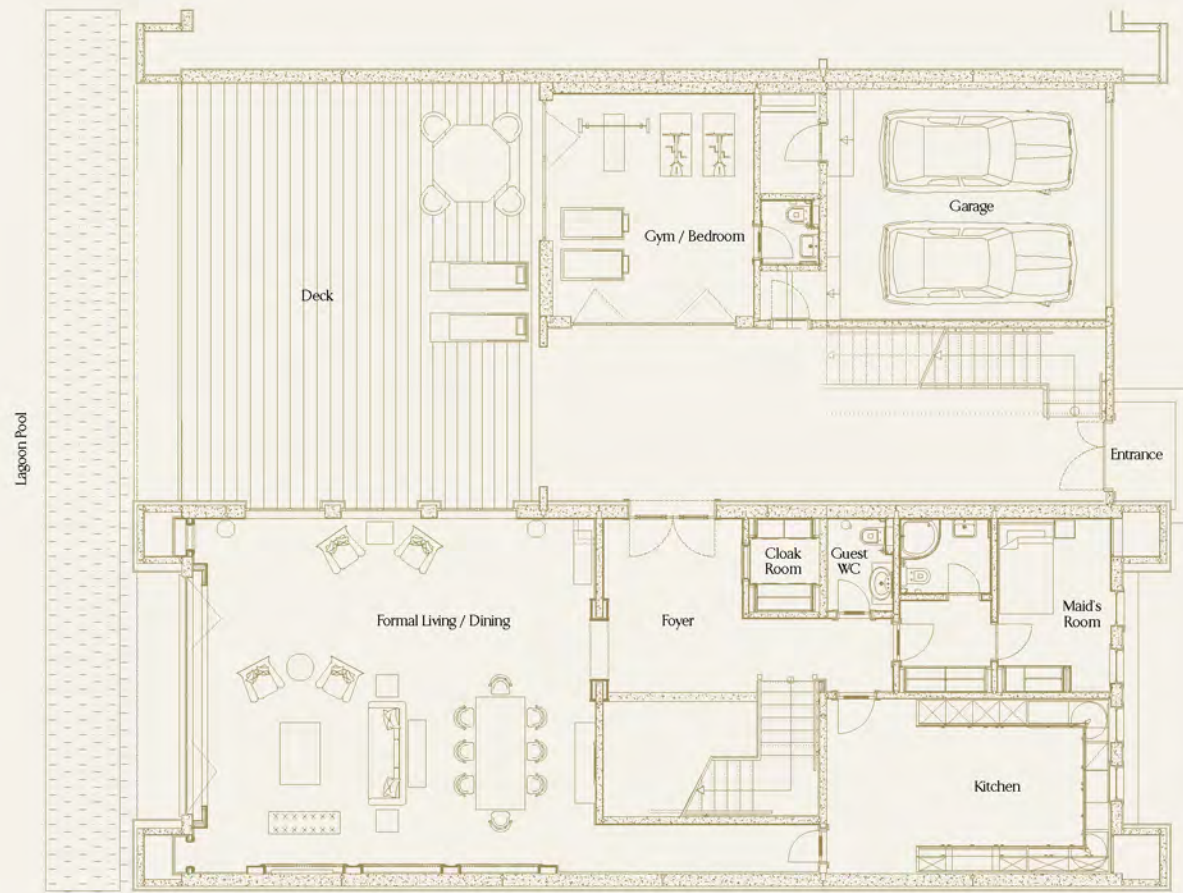 Garage
Gym / Bedroom
Deck
Lagoon Pool
Entrance
Cloak
Room
Guest
WC
Maid's
Room
Formal Living / Dining
Foyer
Kitchen